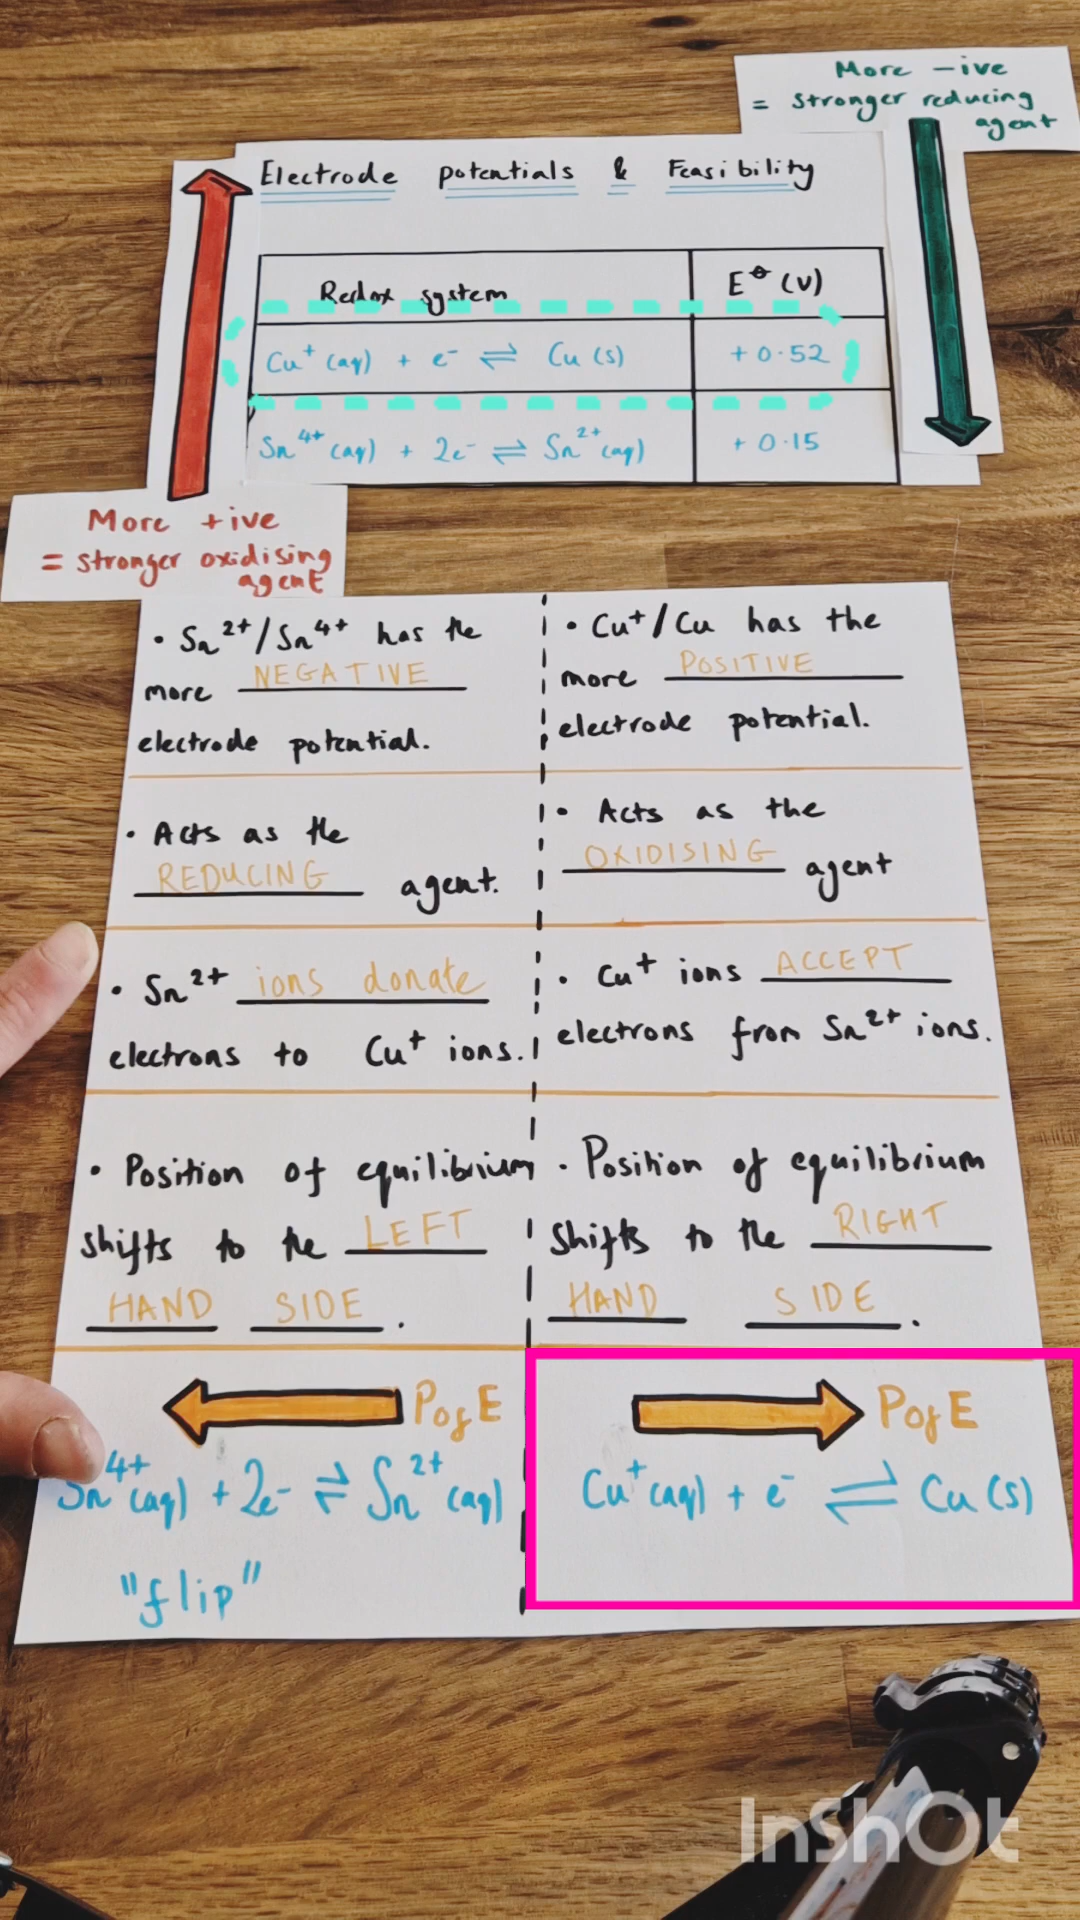 More -ive
= stronger reducing
agent
Electrode potentials & Feasibility
Redox system
E⦵ (V)
Cu⁺ (aq) + e⁻ ⇌ Cu (s)
+ 0.52
Sn⁴⁺ (aq) + 2e⁻ ⇌ Sn²⁺ (aq)
+ 0.15
More +ive
= stronger oxidising
agent
• Sn²⁺/Sn⁴⁺ has the
more NEGATIVE
electrode potential.
• Cu⁺/Cu has the
more POSITIVE
electrode potential.
• Acts as the
REDUCING agent.
• Acts as the
OXIDISING agent
• Sn²⁺ ions donate
electrons to Cu⁺ ions.
• Cu⁺ ions ACCEPT
electrons from Sn²⁺ ions.
• Position of equilibrium
shifts to the LEFT
HAND SIDE.
• Position of equilibrium
shifts to the RIGHT
HAND SIDE.
PofE
Sn⁴⁺ (aq) + 2e⁻ ⇌ Sn²⁺ (aq)
"flip"
PofE
Cu⁺ (aq) + e⁻ ⇌ Cu (s)
InShOt